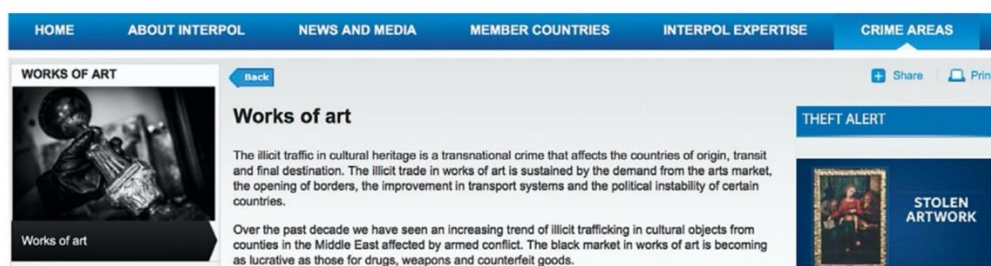 HOME ABOUT INTERPOL NEWS AND MEDIA MEMBER COUNTRIES INTERPOL EXPERTISE CRIME AREAS
WORKS OF ART
Back
Share Prin
Works of art
THEFT ALERT
The illicit traffic in cultural heritage is a transnational crime that affects the countries of origin, transit
and final destination. The illicit trade in works of art is sustained by the demand from the arts market,
the opening of borders, the improvement in transport systems and the political instability of certain
countries.
STOLEN
ARTWORK
Over the past decade we have seen an increasing trend of illicit trafficking in cultural objects from
counties in the Middle East affected by armed conflict. The black market in works of art is becoming
as lucrative as those for drugs, weapons and counterfeit goods.
Works of art